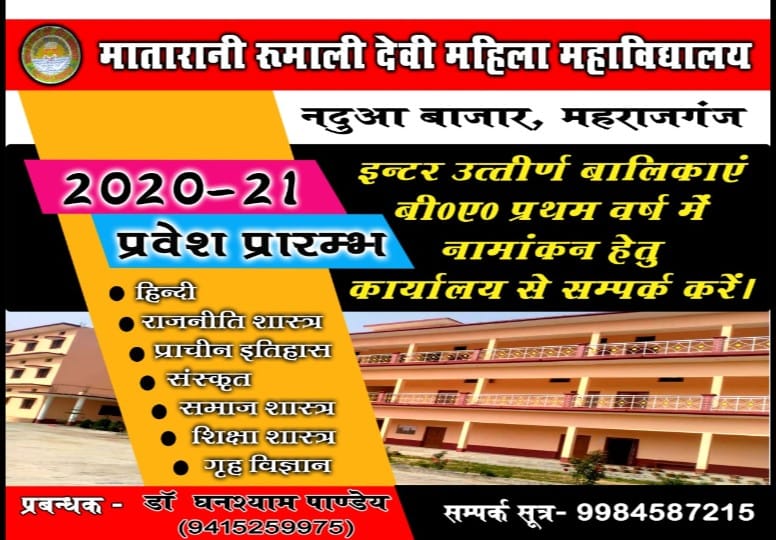 मातारानी रूमाली देवी महिला महाविद्यालय
नदुआ बाजार, महराजगंज
2020-21
प्रवेश प्रारम्भ
इन्टर उत्तीर्ण बालिकाएं
बी०ए० प्रथम वर्ष में
नामांकन हेतु
कार्यालय से सम्पर्क करें।
• हिन्दी
• राजनीति शास्त्र
• प्राचीन इतिहास
• संस्कृत
• समाज शास्त्र
• शिक्षा शास्त्र
• गृह विज्ञान
प्रबन्धक - डॉ घनश्याम पाण्डेय
(9415259975)
सम्पर्क सूत्र- 9984587215